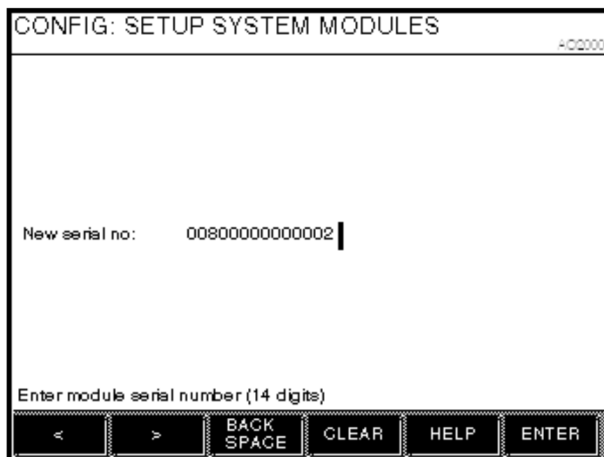 CONFIG: SETUP SYSTEM MODULES
AO2000
New serial no: 00800000000002
Enter module serial number (14 digits)
<
>
BACK
SPACE
CLEAR
HELP
ENTER